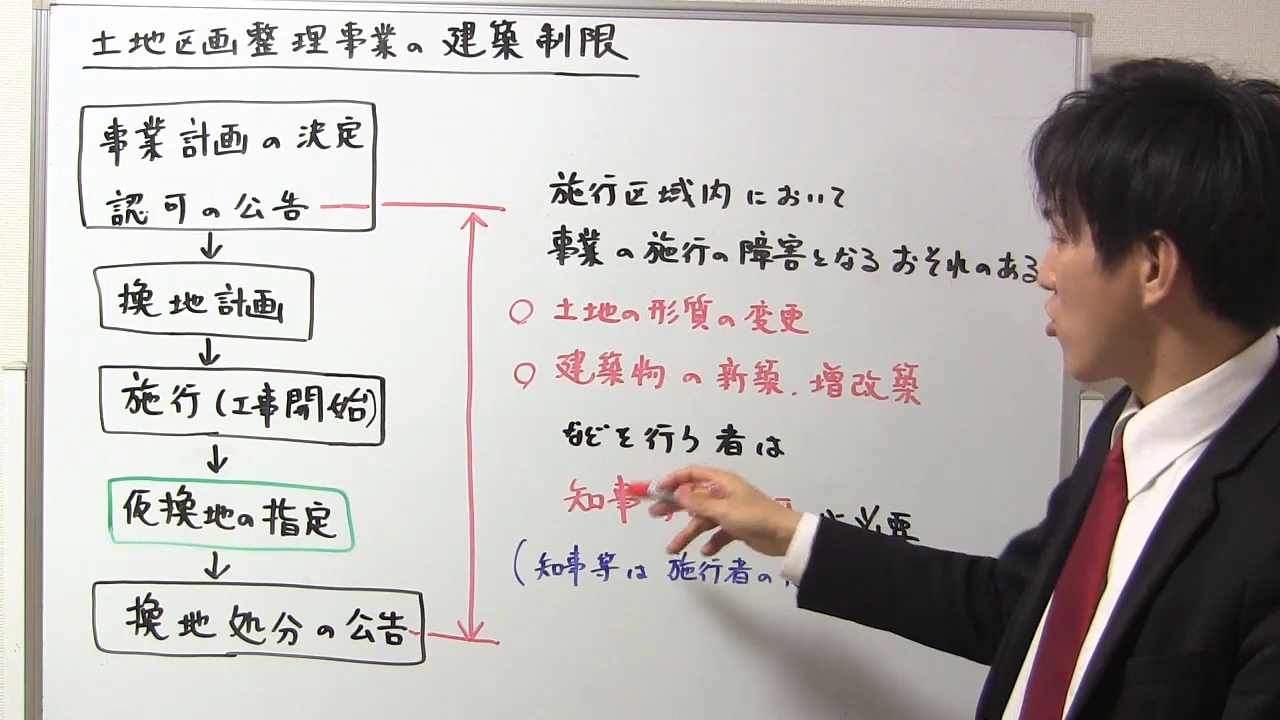 土地区画整理事業の建築制限
事業計画の決定
認可の公告
換地計画
施行(工事開始)
仮換地の指定
換地処分の公告
施行区域内において
事業の施行の障害となるおそれのある
○ 土地の形質の変更
○ 建築物の新築.増改築
などを行う者は
知事 必要
(知事等は施行者の